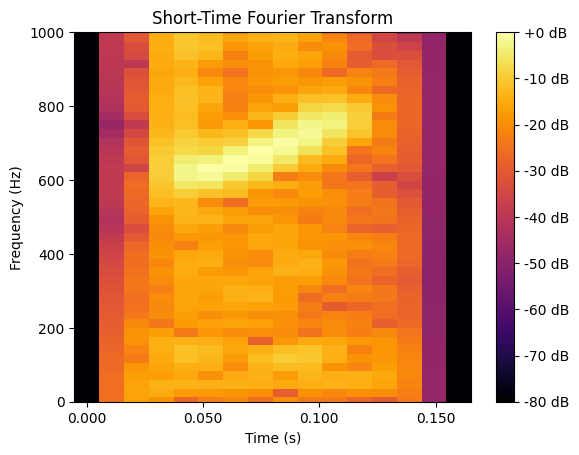 Short-Time Fourier Transform
Frequency (Hz)
1000
800
600
400
200
0
0.000
0.050
0.100
0.150
Time (s)
+0 dB
-10 dB
-20 dB
-30 dB
-40 dB
-50 dB
-60 dB
-70 dB
-80 dB